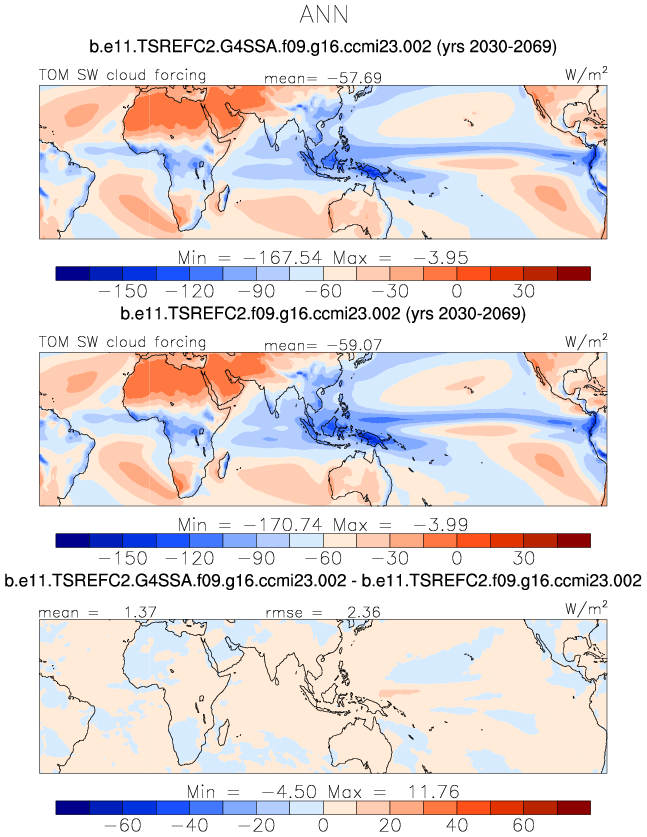 ANN
b.e11.TSREFC2.G4SSA.f09.g16.ccmi23.002 (yrs 2030-2069)
TOM SW cloud forcing mean= −57.69 W/m²
Min = −167.54 Max = −3.95
−150 −120 −90 −60 −30 0 30
b.e11.TSREFC2.f09.g16.ccmi23.002 (yrs 2030-2069)
TOM SW cloud forcing mean= −59.07 W/m²
Min = −170.74 Max = −3.99
−150 −120 −90 −60 −30 0 30
b.e11.TSREFC2.G4SSA.f09.g16.ccmi23.002 - b.e11.TSREFC2.f09.g16.ccmi23.002
mean = 1.37 rmse = 2.36 W/m²
Min = −4.50 Max = 11.76
−60 −40 −20 0 20 40 60